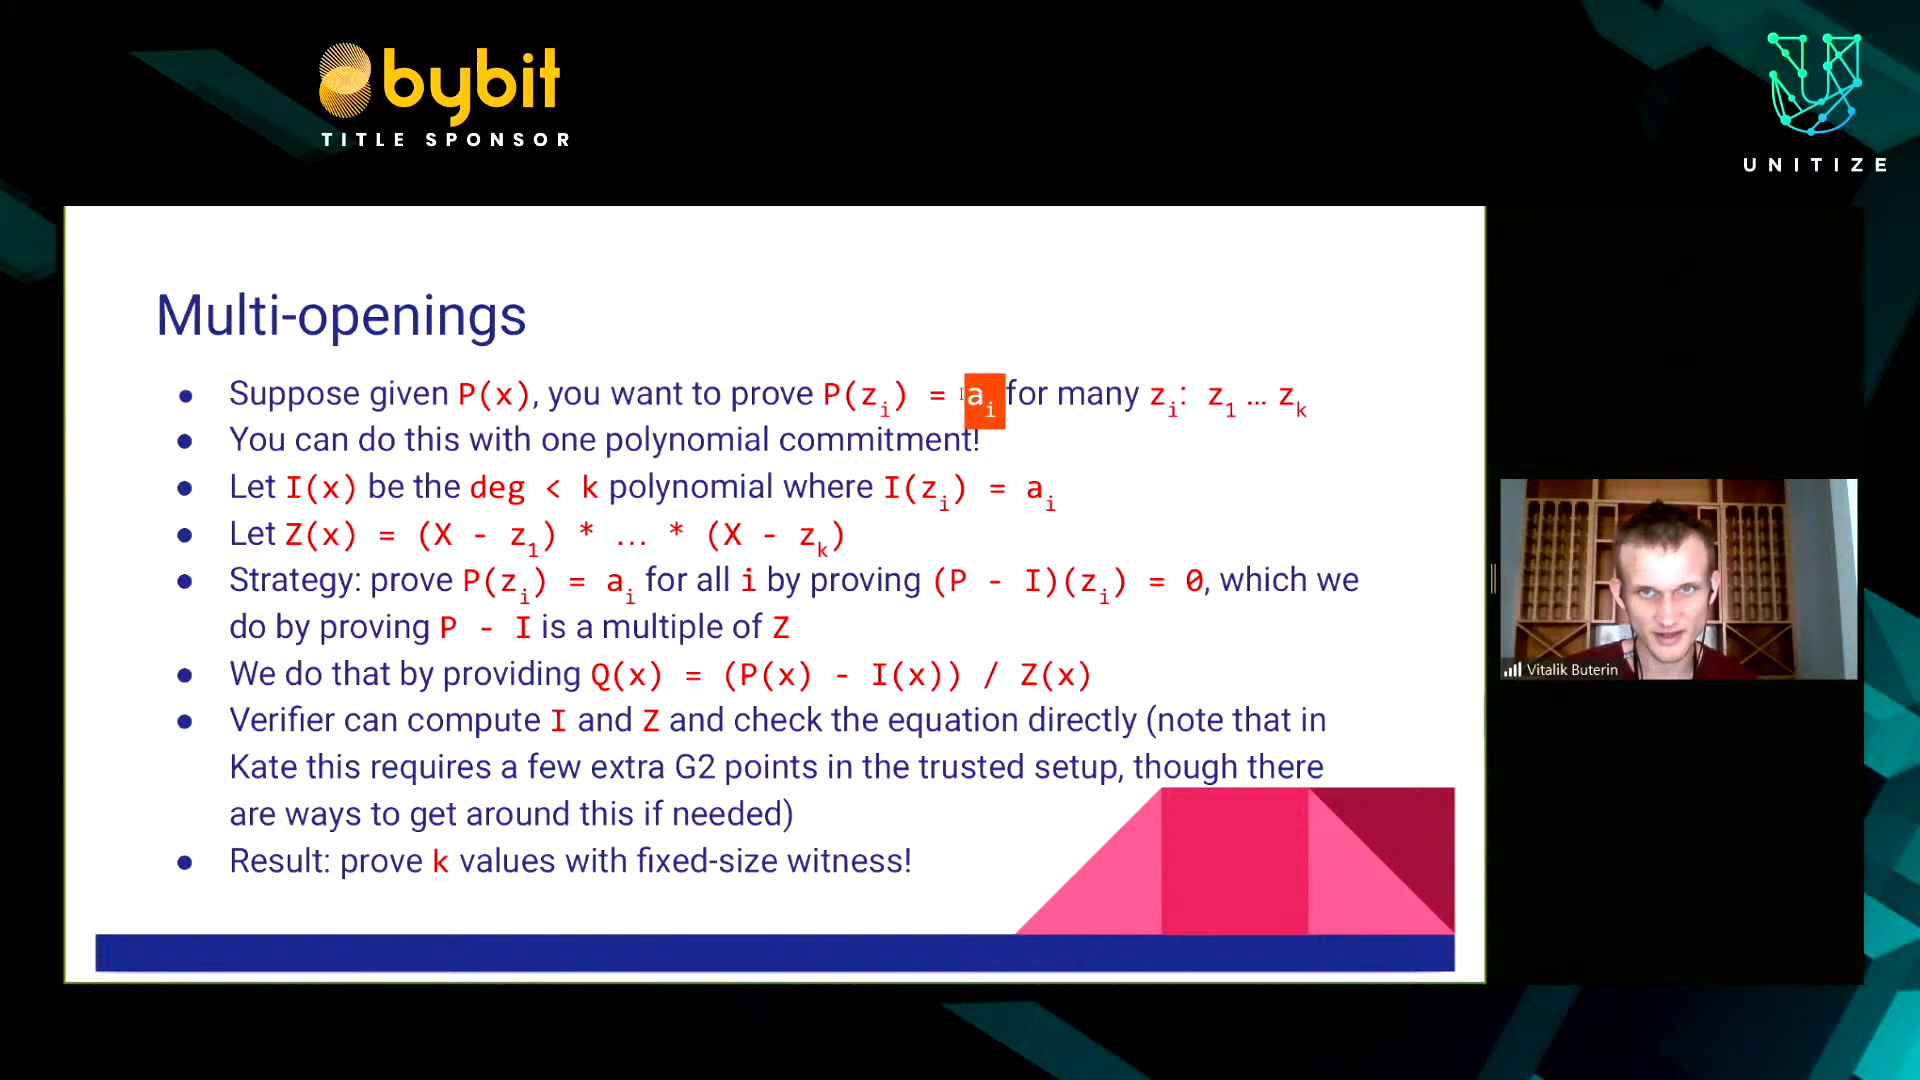 bybit
TITLE SPONSOR
UNITIZE
Multi-openings
● Suppose given P(x), you want to prove P(zᵢ) = aᵢ for many zᵢ: z₁ … zₖ
● You can do this with one polynomial commitment!
● Let I(x) be the deg < k polynomial where I(zᵢ) = aᵢ
● Let Z(x) = (X - z₁) * … * (X - zₖ)
● Strategy: prove P(zᵢ) = aᵢ for all i by proving (P - I)(zᵢ) = 0, which we
do by proving P - I is a multiple of Z
● We do that by providing Q(x) = (P(x) - I(x)) / Z(x)
● Verifier can compute I and Z and check the equation directly (note that in
Kate this requires a few extra G2 points in the trusted setup, though there
are ways to get around this if needed)
● Result: prove k values with fixed-size witness!
Vitalik Buterin